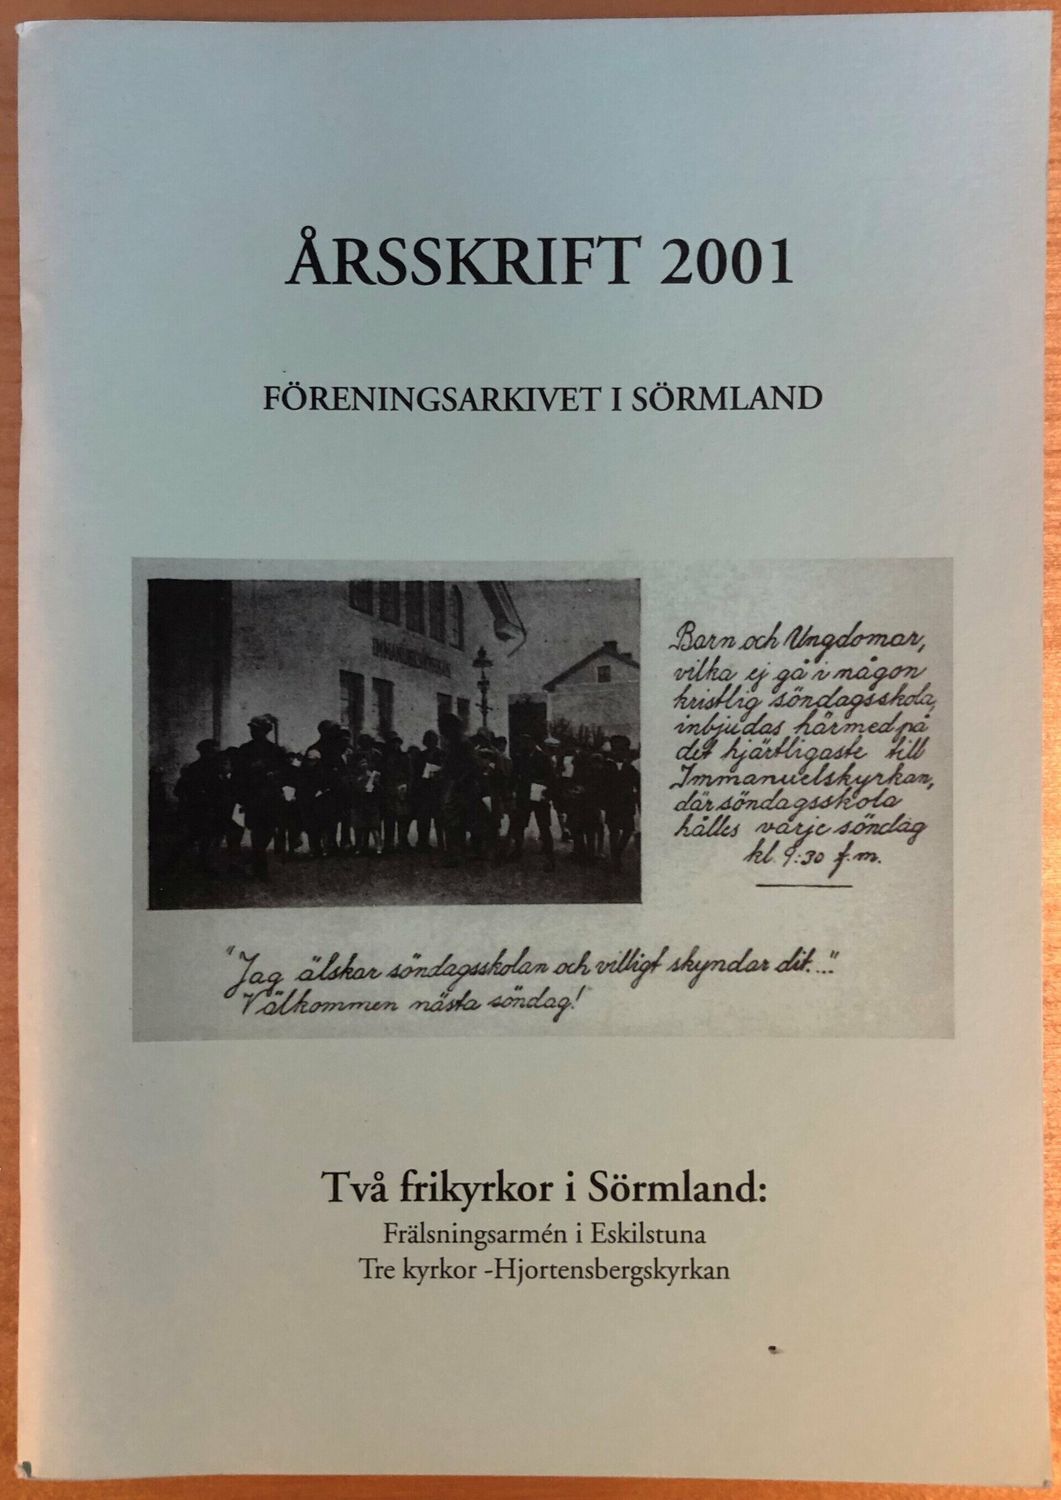 ÅRSSKRIFT 2001
FÖRENINGSARKIVET I SÖRMLAND
IMMANUELSKYRKAN
Barn och Ungdomar,
vilka ej gå i någon
kristlig söndagsskola,
inbjudas härmed på
det hjärtligaste till
Immanuelskyrkan,
där söndagsskola
hålles varje söndag
kl. 9:30 f.m.
"Jag älskar söndagsskolan och villigt skyndar dit..."
Välkommen nästa söndag!
Två frikyrkor i Sörmland:
Frälsningsarmén i Eskilstuna
Tre kyrkor -Hjortensbergskyrkan